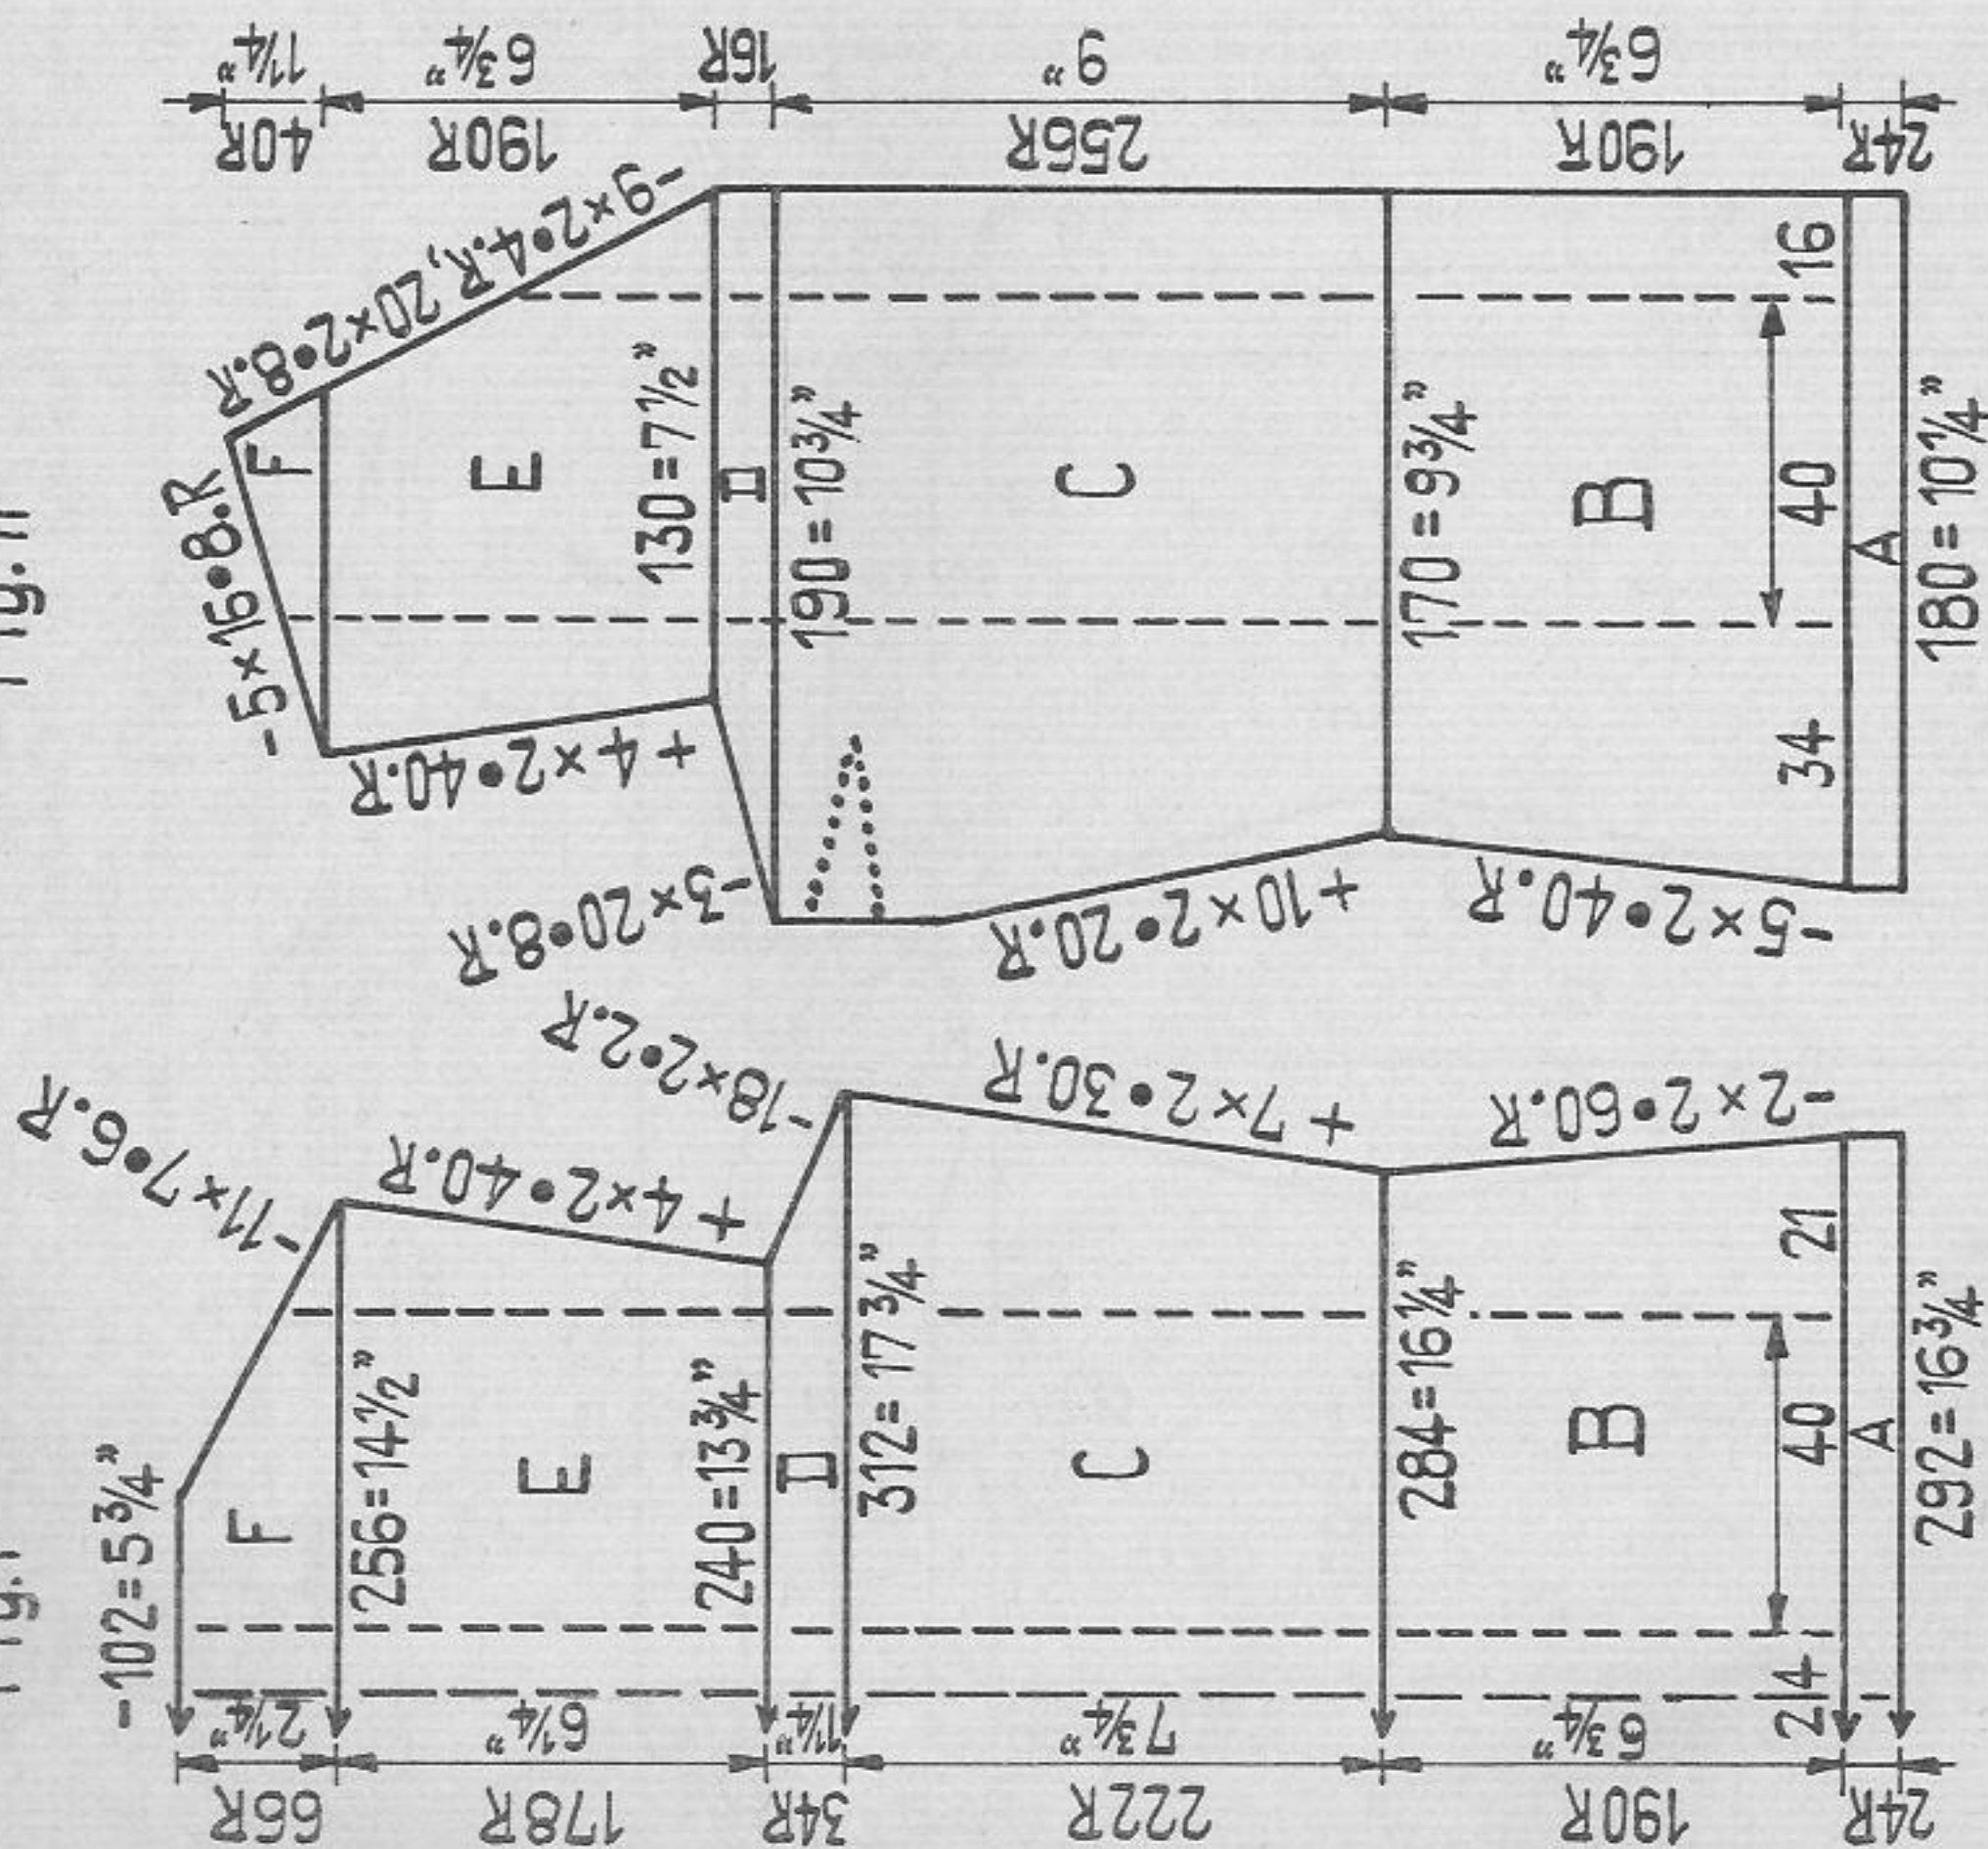 Fig. I
-102=5¾"
-11×7•6.R
F
256=14½"
+4×2•40.R
E
240=13¾"
-18×2•2.R
D
312=17¾"
+7×2•30.R
C
284=16¼"
-2×2•60.R
B
214
40
21
A
292=16¾"
66R
2¼"
178R
6¼"
34R
1¼"
222R
7¾"
190R
6¾"
24R
Fig. II
-5×16•8.R
F
-9×2•4.R, 20×2•8.R
E
+4×2•40.R
130=7½"
D
-3×20•8.R
190=10¾"
C
+10×2•20.R
170=9¾"
-5×2•40.R
B
34
40
16
A
180=10¼"
40R
1¼"
190R
6¾"
16R
256R
9"
190R
6¾"
24R